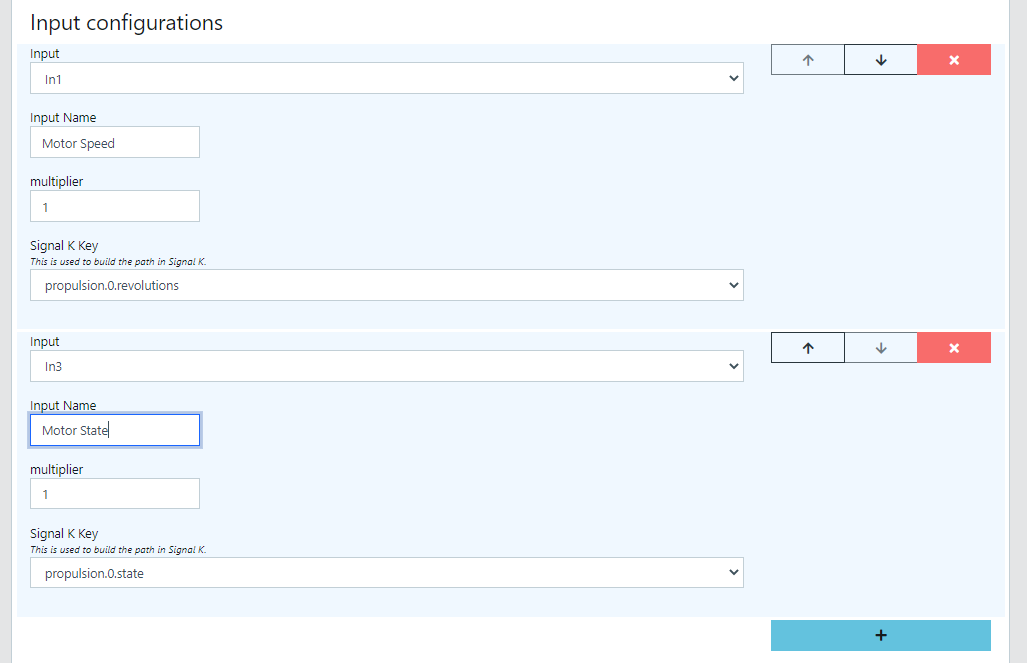 Input configurations
Input
In1
Input Name
Motor Speed
multiplier
1
Signal K Key
This is used to build the path in Signal K.
propulsion.0.revolutions
Input
In3
Input Name
Motor State
multiplier
1
Signal K Key
This is used to build the path in Signal K.
propulsion.0.state